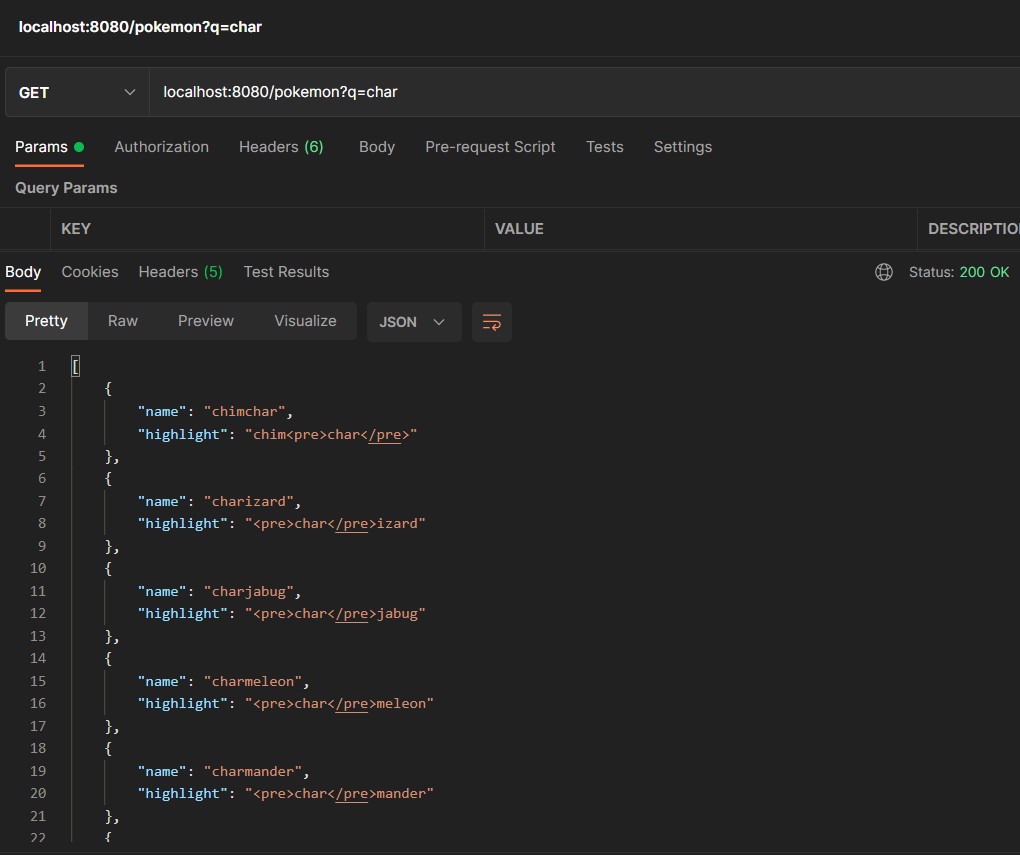 localhost:8080/pokemon?q=char
GET localhost:8080/pokemon?q=char
Params Authorization Headers (6) Body Pre-request Script Tests Settings
Query Params
KEY VALUE DESCRIPTIO
Body Cookies Headers (5) Test Results Status: 200 OK
Pretty Raw Preview Visualize JSON
1 [
2 {
3 "name": "chimchar",
4 "highlight": "chim<pre>char</pre>"
5 },
6 {
7 "name": "charizard",
8 "highlight": "<pre>char</pre>izard"
9 },
10 {
11 "name": "charjabug",
12 "highlight": "<pre>char</pre>jabug"
13 },
14 {
15 "name": "charmeleon",
16 "highlight": "<pre>char</pre>meleon"
17 },
18 {
19 "name": "charmander",
20 "highlight": "<pre>char</pre>mander"
21 },
22 {